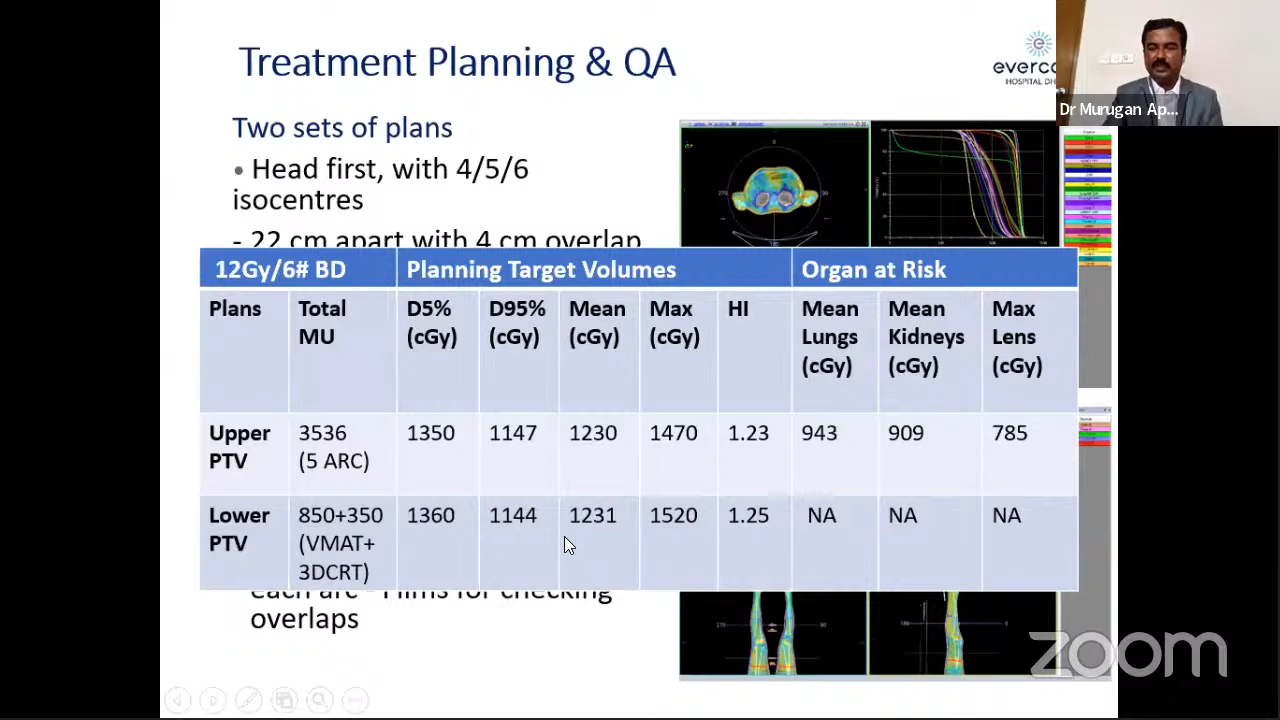 Treatment Planning & QA
HOSPITAL
Dr Murugan Ap...
Two sets of plans
• Head first, with 4/5/6
isocentres
- 22 cm apart with 4 cm overlap
12Gy/6# BD Planning Target Volumes Organ at Risk
Plans Total MU D5% (cGy) D95% (cGy) Mean (cGy) Max (cGy) HI Mean Lungs (cGy) Mean Kidneys (cGy) Max Lens (cGy)
Upper PTV 3536 (5 ARC) 1350 1147 1230 1470 1.23 943 909 785
Lower PTV 850+350 (VMAT+ 3DCRT) 1360 1144 1231 1520 1.25 NA NA NA
each arc - Films for checking
overlaps
zoom